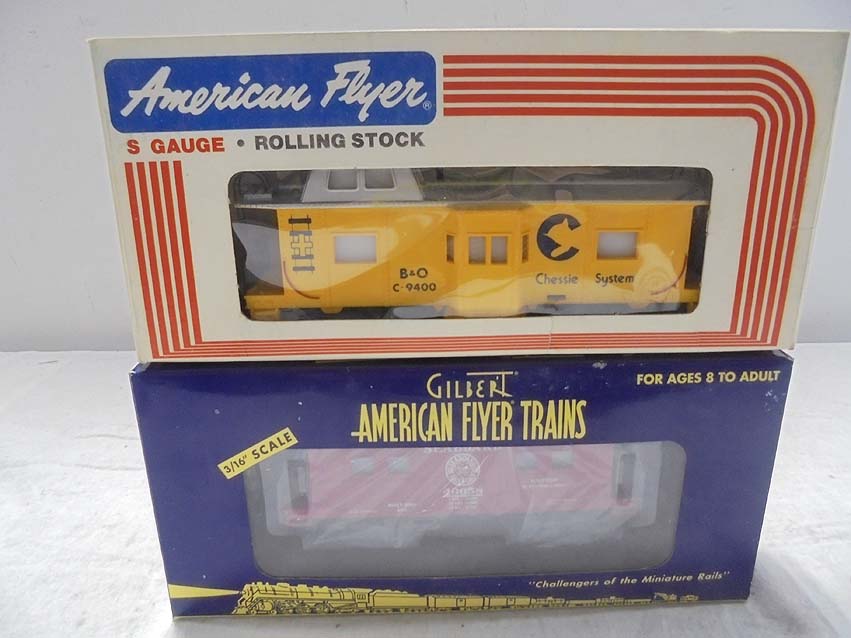 American Flyer®
S GAUGE • ROLLING STOCK
B&O
C-9400
Chessie System
GILBERT
AMERICAN FLYER TRAINS
FOR AGES 8 TO ADULT
3/16" SCALE
SEABOARD
"Challengers of the Miniature Rails"